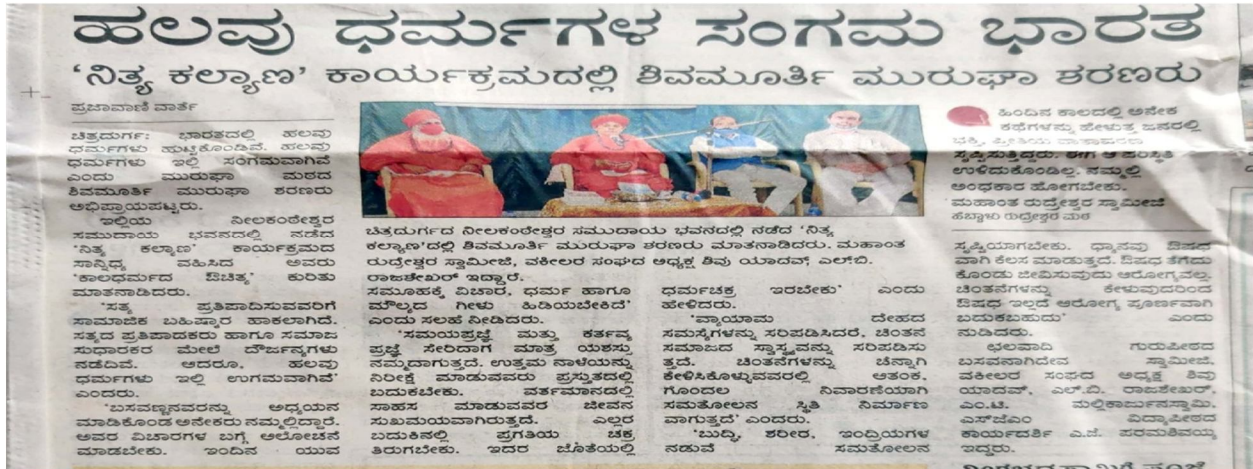 ಹಲವು ಧರ್ಮಗಳ ಸಂಗಮ ಭಾರತ
‘ನಿತ್ಯ ಕಲ್ಯಾಣ’ ಕಾರ್ಯಕ್ರಮದಲ್ಲಿ ಶಿವಮೂರ್ತಿ ಮುರುಘಾ ಶರಣರು
ಪ್ರಜಾವಾಣಿ ವಾರ್ತೆ
ಚಿತ್ರದುರ್ಗ: ಭಾರತದಲ್ಲಿ ಹಲವು
ಧರ್ಮಗಳು ಹುಟ್ಟಿಕೊಂಡಿವೆ. ಹಲವು
ಧರ್ಮಗಳು ಇಲ್ಲಿ ಸಂಗಮವಾಗಿವೆ
ಎಂದು ಮುರುಘಾ ಮಠದ
ಶಿವಮೂರ್ತಿ ಮುರುಘಾ ಶರಣರು
ಅಭಿಪ್ರಾಯಪಟ್ಟರು.
ಇಲ್ಲಿಯ ನೀಲಕಂಠೇಶ್ವರ
ಸಮುದಾಯ ಭವನದಲ್ಲಿ ನಡೆದ
‘ನಿತ್ಯ ಕಲ್ಯಾಣ’ ಕಾರ್ಯಕ್ರಮದ
ಸಾನ್ನಿಧ್ಯ ವಹಿಸಿದ ಅವರು
‘ಕಾಲಧರ್ಮದ ಔಚಿತ್ಯ’ ಕುರಿತು
ಮಾತನಾಡಿದರು.
‘ಸತ್ಯ ಪ್ರತಿಪಾದಿಸುವವರಿಗೆ
ಸಾಮಾಜಿಕ ಬಹಿಷ್ಕಾರ ಹಾಕಲಾಗಿದೆ.
ಸತ್ಯದ ಪ್ರತಿಪಾದಕರು ಹಾಗೂ ಸಮಾಜ
ಸುಧಾರಕರ ಮೇಲೆ ದೌರ್ಜನ್ಯಗಳು
ನಡೆದಿವೆ. ಆದರೂ, ಹಲವು
ಧರ್ಮಗಳು ಇಲ್ಲಿ ಉಗಮವಾಗಿವೆ’
ಎಂದರು.
‘ಬಸವಣ್ಣನವರನ್ನು ಅಧ್ಯಯನ
ಮಾಡಿಕೊಂಡ ಅನೇಕರು ನಮ್ಮಲ್ಲಿದ್ದಾರೆ.
ಅವರ ವಿಚಾರಗಳ ಬಗ್ಗೆ ಆಲೋಚನೆ
ಮಾಡಬೇಕು. ಇಂದಿನ ಯುವ
ಚಿತ್ರದುರ್ಗದ ನೀಲಕಂಠೇಶ್ವರ ಸಮುದಾಯ ಭವನದಲ್ಲಿ ನಡೆದ ‘ನಿತ್ಯ
ಕಲ್ಯಾಣ’ದಲ್ಲಿ ಶಿವಮೂರ್ತಿ ಮುರುಘಾ ಶರಣರು ಮಾತನಾಡಿದರು. ಮಹಾಂತ
ರುದ್ರೇಶ್ವರ ಸ್ವಾಮೀಜಿ, ವಕೀಲರ ಸಂಘದ ಅಧ್ಯಕ್ಷ ಶಿವು ಯಾದವ್, ಎಲ್.ಬಿ.
ರಾಜಶೇಖರ್ ಇದ್ದಾರೆ.
ಸಮೂಹಕ್ಕೆ ವಿಚಾರ, ಧರ್ಮ ಹಾಗೂ
ಮೌಲ್ಯದ ಗೀಳು ಹಿಡಿಯಬೇಕಿದೆ’
ಎಂದು ಸಲಹೆ ನೀಡಿದರು.
‘ಸಮಯಪ್ರಜ್ಞೆ ಮತ್ತು ಕರ್ತವ್ಯ
ಪ್ರಜ್ಞೆ ಸೇರಿದಾಗ ಮಾತ್ರ ಯಶಸ್ಸು
ನಮ್ಮದಾಗುತ್ತದೆ. ಉತ್ತಮ ನಾಳೆಯನ್ನು
ನಿರೀಕ್ಷೆ ಮಾಡುವವರು ಪ್ರಸ್ತುತದಲ್ಲಿ
ಬದುಕಬೇಕು. ವರ್ತಮಾನದಲ್ಲಿ
ಸಾಹಸ ಮಾಡುವವರ ಜೀವನ
ಸುಖಮಯವಾಗಿರುತ್ತದೆ. ಎಲ್ಲರ
ಬದುಕಿನಲ್ಲಿ ಪ್ರಗತಿಯ ಚಕ್ರ
ತಿರುಗಬೇಕು. ಇದರ ಜೊತೆಯಲ್ಲಿ
ಧರ್ಮಚಕ್ರ ಇರಬೇಕು’ ಎಂದು
ಹೇಳಿದರು.
‘ವ್ಯಾಯಾಮ ದೇಹದ
ಸಮಸ್ಯೆಗಳನ್ನು ಸರಿಪಡಿಸಿದರೆ, ಚಿಂತನೆ
ಸಮಾಜದ ಸ್ವಾಸ್ಥ್ಯವನ್ನು ಸರಿಪಡಿಸು
ತ್ತದೆ. ಚಿಂತನೆಗಳನ್ನು ಚೆನ್ನಾಗಿ
ಕೇಳಿಸಿಕೊಳ್ಳುವವರಲ್ಲಿ ಆತಂಕ,
ಗೊಂದಲ ನಿವಾರಣೆಯಾಗಿ
ಸಮತೋಲನ ಸ್ಥಿತಿ ನಿರ್ಮಾಣ
ವಾಗುತ್ತದೆ’ ಎಂದರು.
‘ಬುದ್ಧಿ, ಶರೀರ, ಇಂದ್ರಿಯಗಳ
ನಡುವೆ ಸಮತೋಲನ
ಹಿಂದಿನ ಕಾಲದಲ್ಲಿ ಅನೇಕ
ಕಥೆಗಳನ್ನು ಹೇಳುತ್ತ ಜನರಲ್ಲಿ
ಭಕ್ತಿ, ಪ್ರೀತಿಯ ವಾತಾವರಣ
ಸೃಷ್ಟಿಸುತ್ತಿದ್ದರು. ಈಗ ಆ ಪರಿಸ್ಥಿತಿ
ಉಳಿದುಕೊಂಡಿಲ್ಲ. ನಮ್ಮಲ್ಲಿ
ಅಂಧಕಾರ ಹೋಗಬೇಕು.
ಮಹಾಂತ ರುದ್ರೇಶ್ವರ ಸ್ವಾಮೀಜಿ
ಹೆಬ್ಬಾಳು ರುದ್ರೇಶ್ವರ ಮಠ
ಸೃಷ್ಟಿಯಾಗಬೇಕು. ಧ್ಯಾನವು ಔಷಧ
ವಾಗಿ ಕೆಲಸ ಮಾಡುತ್ತದೆ. ಔಷಧ ತೆಗೆದು
ಕೊಂಡು ಜೀವಿಸುವುದು ಆರೋಗ್ಯವಲ್ಲ.
ಚಿಂತನೆಗಳನ್ನು ಕೇಳುವುದರಿಂದ
ಔಷಧ ಇಲ್ಲದೆ ಆರೋಗ್ಯ ಪೂರ್ಣವಾಗಿ
ಬದುಕಬಹುದು’ ಎಂದು
ನುಡಿದರು.
ಛಲವಾದಿ ಗುರುಪೀಠದ
ಬಸವನಾಗಿದೇವ ಸ್ವಾಮೀಜಿ,
ವಕೀಲರ ಸಂಘದ ಅಧ್ಯಕ್ಷ ಶಿವು
ಯಾದವ್, ಎಲ್.ಬಿ. ರಾಜಶೇಖರ್,
ಎಂ.ಟಿ. ಮಲ್ಲಿಕಾರ್ಜುನಸ್ವಾಮಿ,
ಎಸ್‌ಜೆಎಂ ವಿದ್ಯಾಪೀಠದ
ಕಾರ್ಯದರ್ಶಿ ಎ.ಜೆ. ಪರಮಶಿವಯ್ಯ
ಇದ್ದರು.